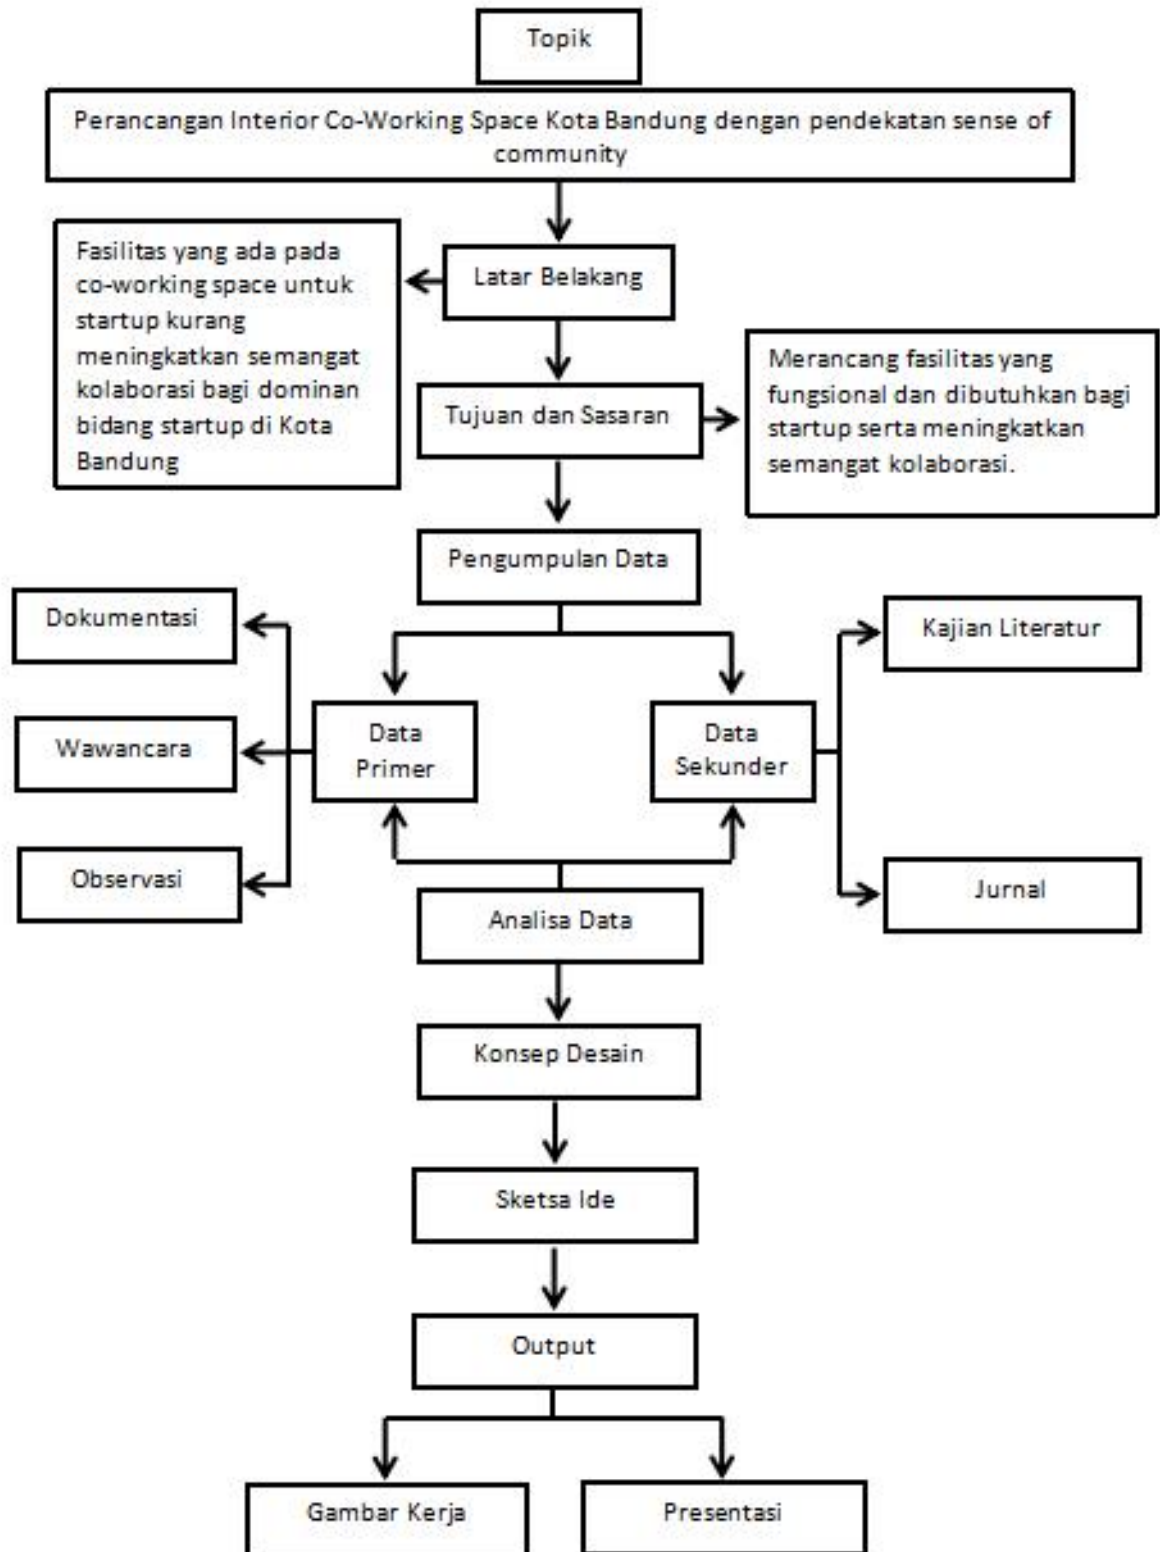 Topik
Perancangan Interior Co-Working Space Kota Bandung dengan pendekatan sense of
community
Latar Belakang
Fasilitas yang ada pada
co-working space untuk
startup kurang
meningkatkan semangat
kolaborasi bagi dominan
bidang startup di Kota
Bandung
Tujuan dan Sasaran
Merancang fasilitas yang
fungsional dan dibutuhkan bagi
startup serta meningkatkan
semangat kolaborasi.
Pengumpulan Data
Data
Primer
Dokumentasi
Wawancara
Observasi
Data
Sekunder
Kajian Literatur
Jurnal
Analisa Data
Konsep Desain
Sketsa Ide
Output
Gambar Kerja
Presentasi